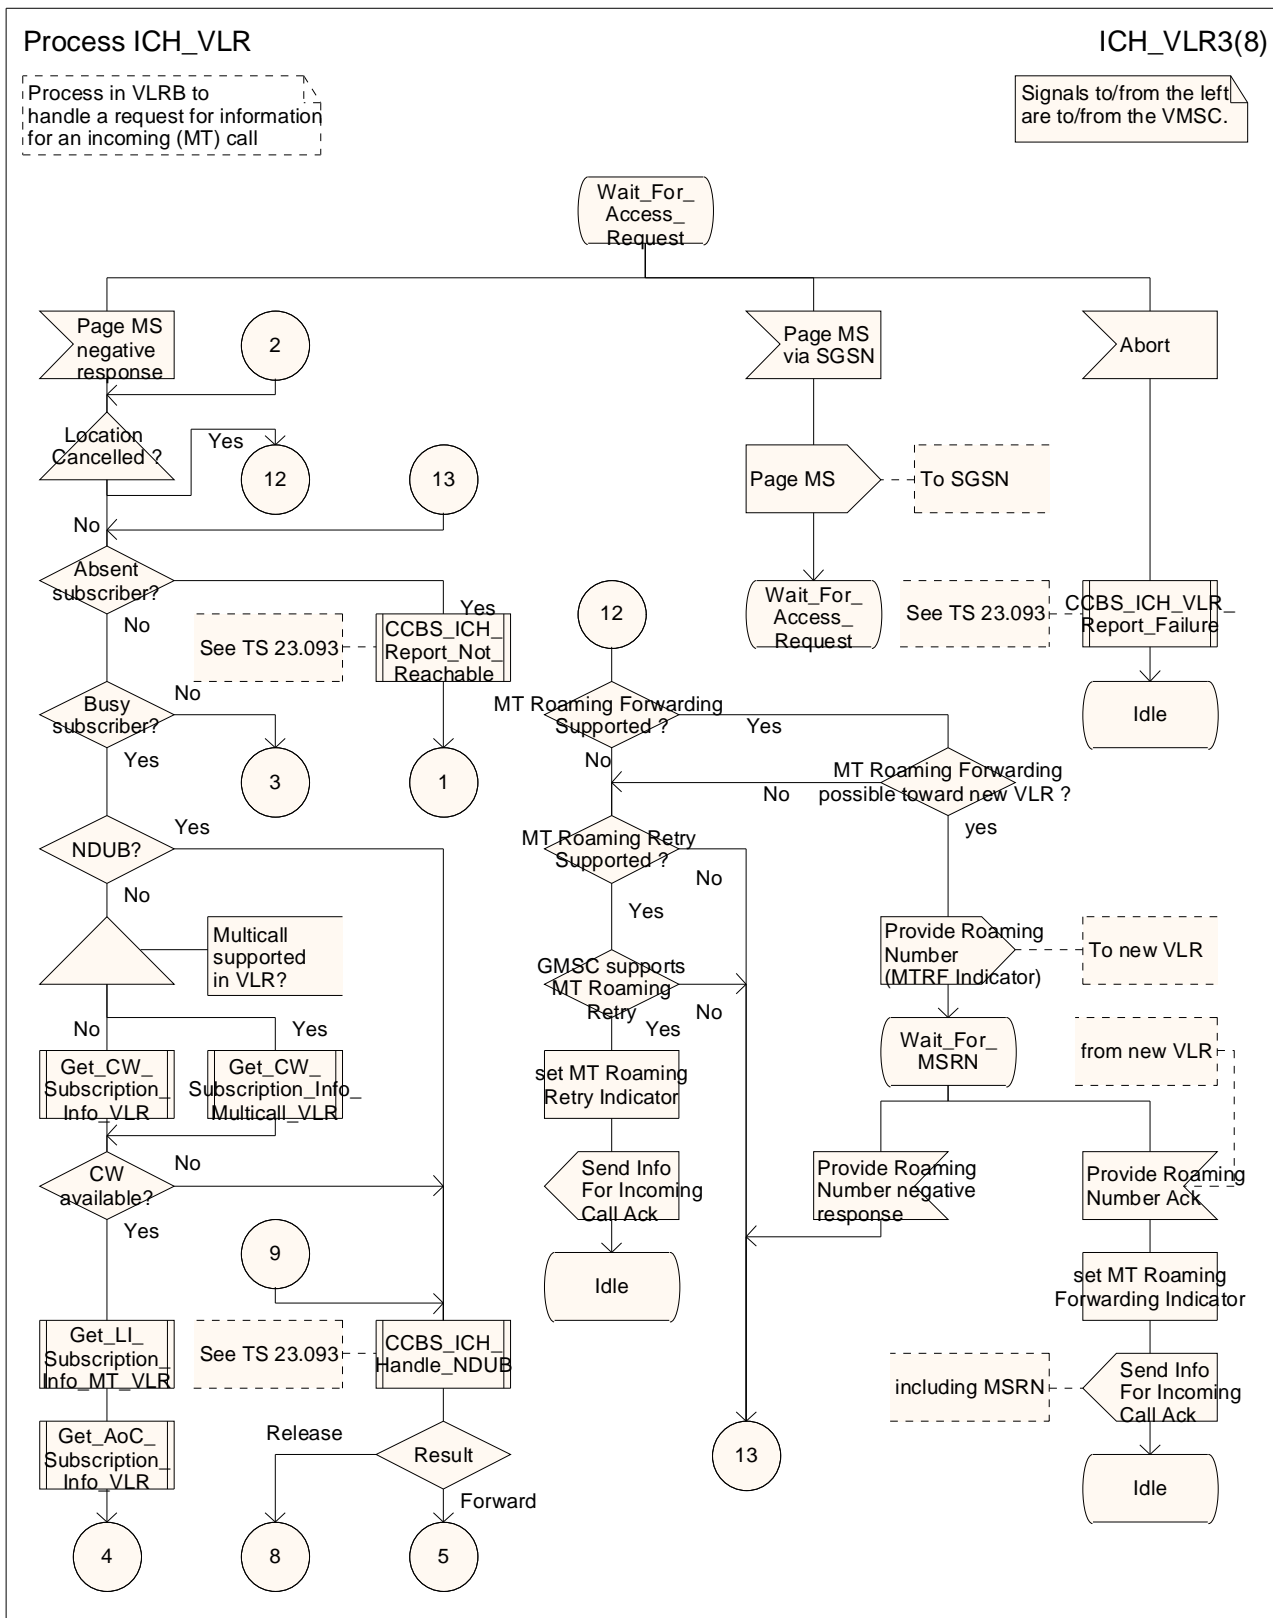 Process ICH_VLR
ICH_VLR3(8)
Process in VLRB to
handle a request for information
for an incoming (MT) call
Signals to/from the left
are to/from the VMSC.
Wait_For_
Access_
Request
Page MS
negative
response
2
Page MS
via SGSN
Abort
Location
Cancelled ?
Yes
12
13
Page MS
To SGSN
No
Absent
subscriber?
Yes
No
See TS 23.093
CCBS_ICH_
Report_Not_
Reachable
12
Wait_For_
Access_
Request
See TS 23.093
CCBS_ICH_VLR_
Report_Failure
Busy
subscriber?
No
Yes
3
1
MT Roaming Forwarding
Supported ?
Yes
No
Idle
MT Roaming Forwarding
possible toward new VLR ?
No
yes
NDUB?
Yes
No
MT Roaming Retry
Supported ?
No
Yes
Multicall
supported
in VLR?
GMSC supports
MT Roaming
Retry
No
Yes
Provide Roaming
Number
(MTRF Indicator)
To new VLR
No
Yes
Get_CW_
Subscription_
Info_VLR
Get_CW_
Subscription_Info_
Multicall_VLR
set MT Roaming
Retry Indicator
Wait_For_
MSRN
from new VLR
CW
available?
No
Yes
Send Info
For Incoming
Call Ack
Provide Roaming
Number negative
response
Provide Roaming
Number Ack
9
Idle
set MT Roaming
Forwarding Indicator
Get_LI_
Subscription_
Info_MT_VLR
See TS 23.093
CCBS_ICH_
Handle_NDUB
including MSRN
Send Info
For Incoming
Call Ack
Get_AoC_
Subscription_
Info_VLR
Release
Result
Forward
13
Idle
4
8
5